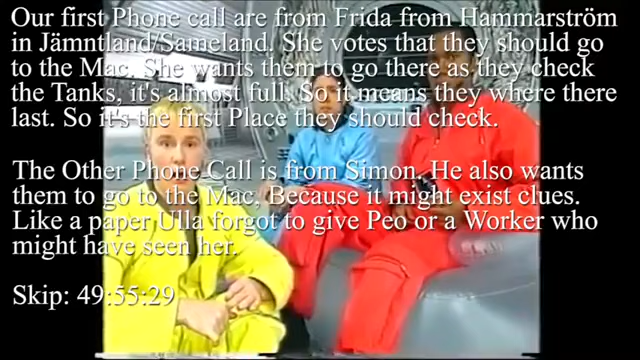 Our first Phone call are from Frida from Hammarström
in Jämntland/Sameland. She votes that they should go
to the Mac. She wants them to go there as they check
the Tanks, it's almost full. So it means they where there
last. So it's the first Place they should check.
The Other Phone Call is from Simon. He also wants
them to go to the Mac, Because it might exist clues.
Like a paper Ulla forgot to give Peo or a Worker who
might have seen her.
Skip: 49:55:29